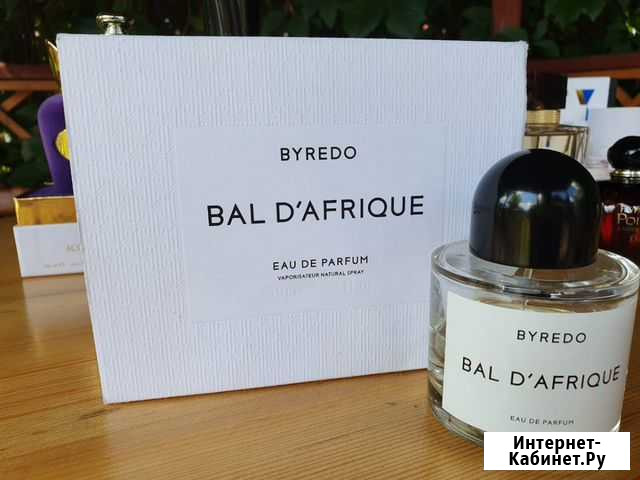 BYREDO
BAL D'AFRIQUE
EAU DE PARFUM
VAPORISATEUR NATURAL SPRAY
BYREDO
BAL D'AFRIQUE
EAU DE PARFUM
Интернет-
Кабинет.Ру